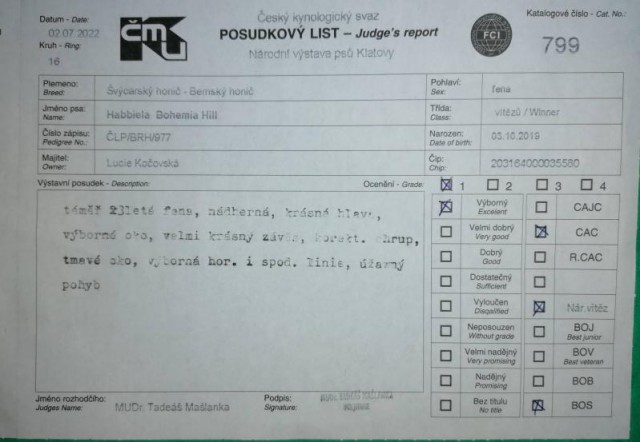 Český kynologický svaz
POSUDKOVÝ LIST – Judge's report
Národní výstava psů Klatovy
Datum - Date:
02.07.2022
Kruh - Ring:
16
ČMKU
FCI
Katalogové číslo - Cat. No.:
799
Plemeno:
Breed:
Švýcarský honič - Bernský honič
Pohlaví:
Sex:
fena
Jméno psa:
Name:
Habbiela Bohemia Hill
Třída:
Class:
vítězů / Winner
Číslo zápisu:
Pedigree No.:
ČLP/BRH/977
Narozen:
Date of birth:
03.10.2019
Majitel:
Owner:
Lucie Kočovská
Čip:
Chip:
203164000035580
Výstavní posudek - Description:
Ocenění - Grade:
1 2 3 4
téměř 3leté fena, nádherná, krásná hlava,
výborné oko, velmi krásný závěs, korekt. chrup,
tmavé oko, výborná hor. i spod. linie, úžasný
pohyb
Výborný
Excelent
CAJC
Velmi dobrý
Very good
CAC
Dobrý
Good
R.CAC
Dostatečný
Sufficient
Vyloučen
Disqalified
Nár.vítěz
Neposouzen
Without grade
BOJ
Best junior
Velmi nadějný
Very promising
BOV
Best veteran
Nadějný
Promising
BOB
Bez titulu
No title
BOS
Jméno rozhodčího:
Judges Name:
MUDr. Tadeáš Mašlanka
Podpis:
Signature: